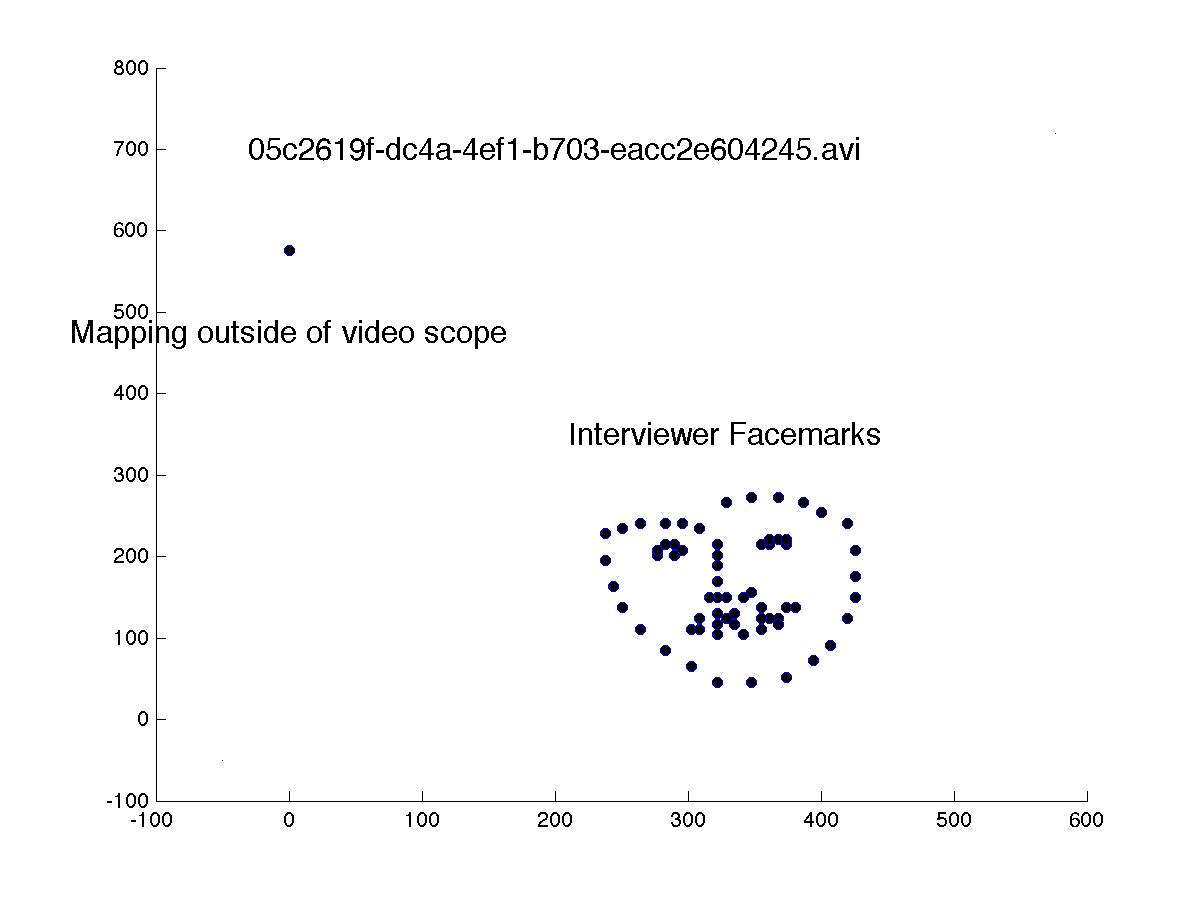 800
700
05c2619f-dc4a-4ef1-b703-eacc2e604245.avi
600
500
Mapping outside of video scope
400
Interviewer Facemarks
300
200
100
0
-100
-100 0 100 200 300 400 500 600